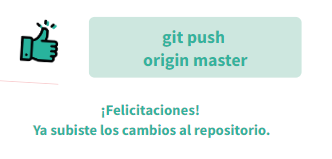 git push
origin master
¡Felicitaciones!
Ya subiste los cambios al repositorio.